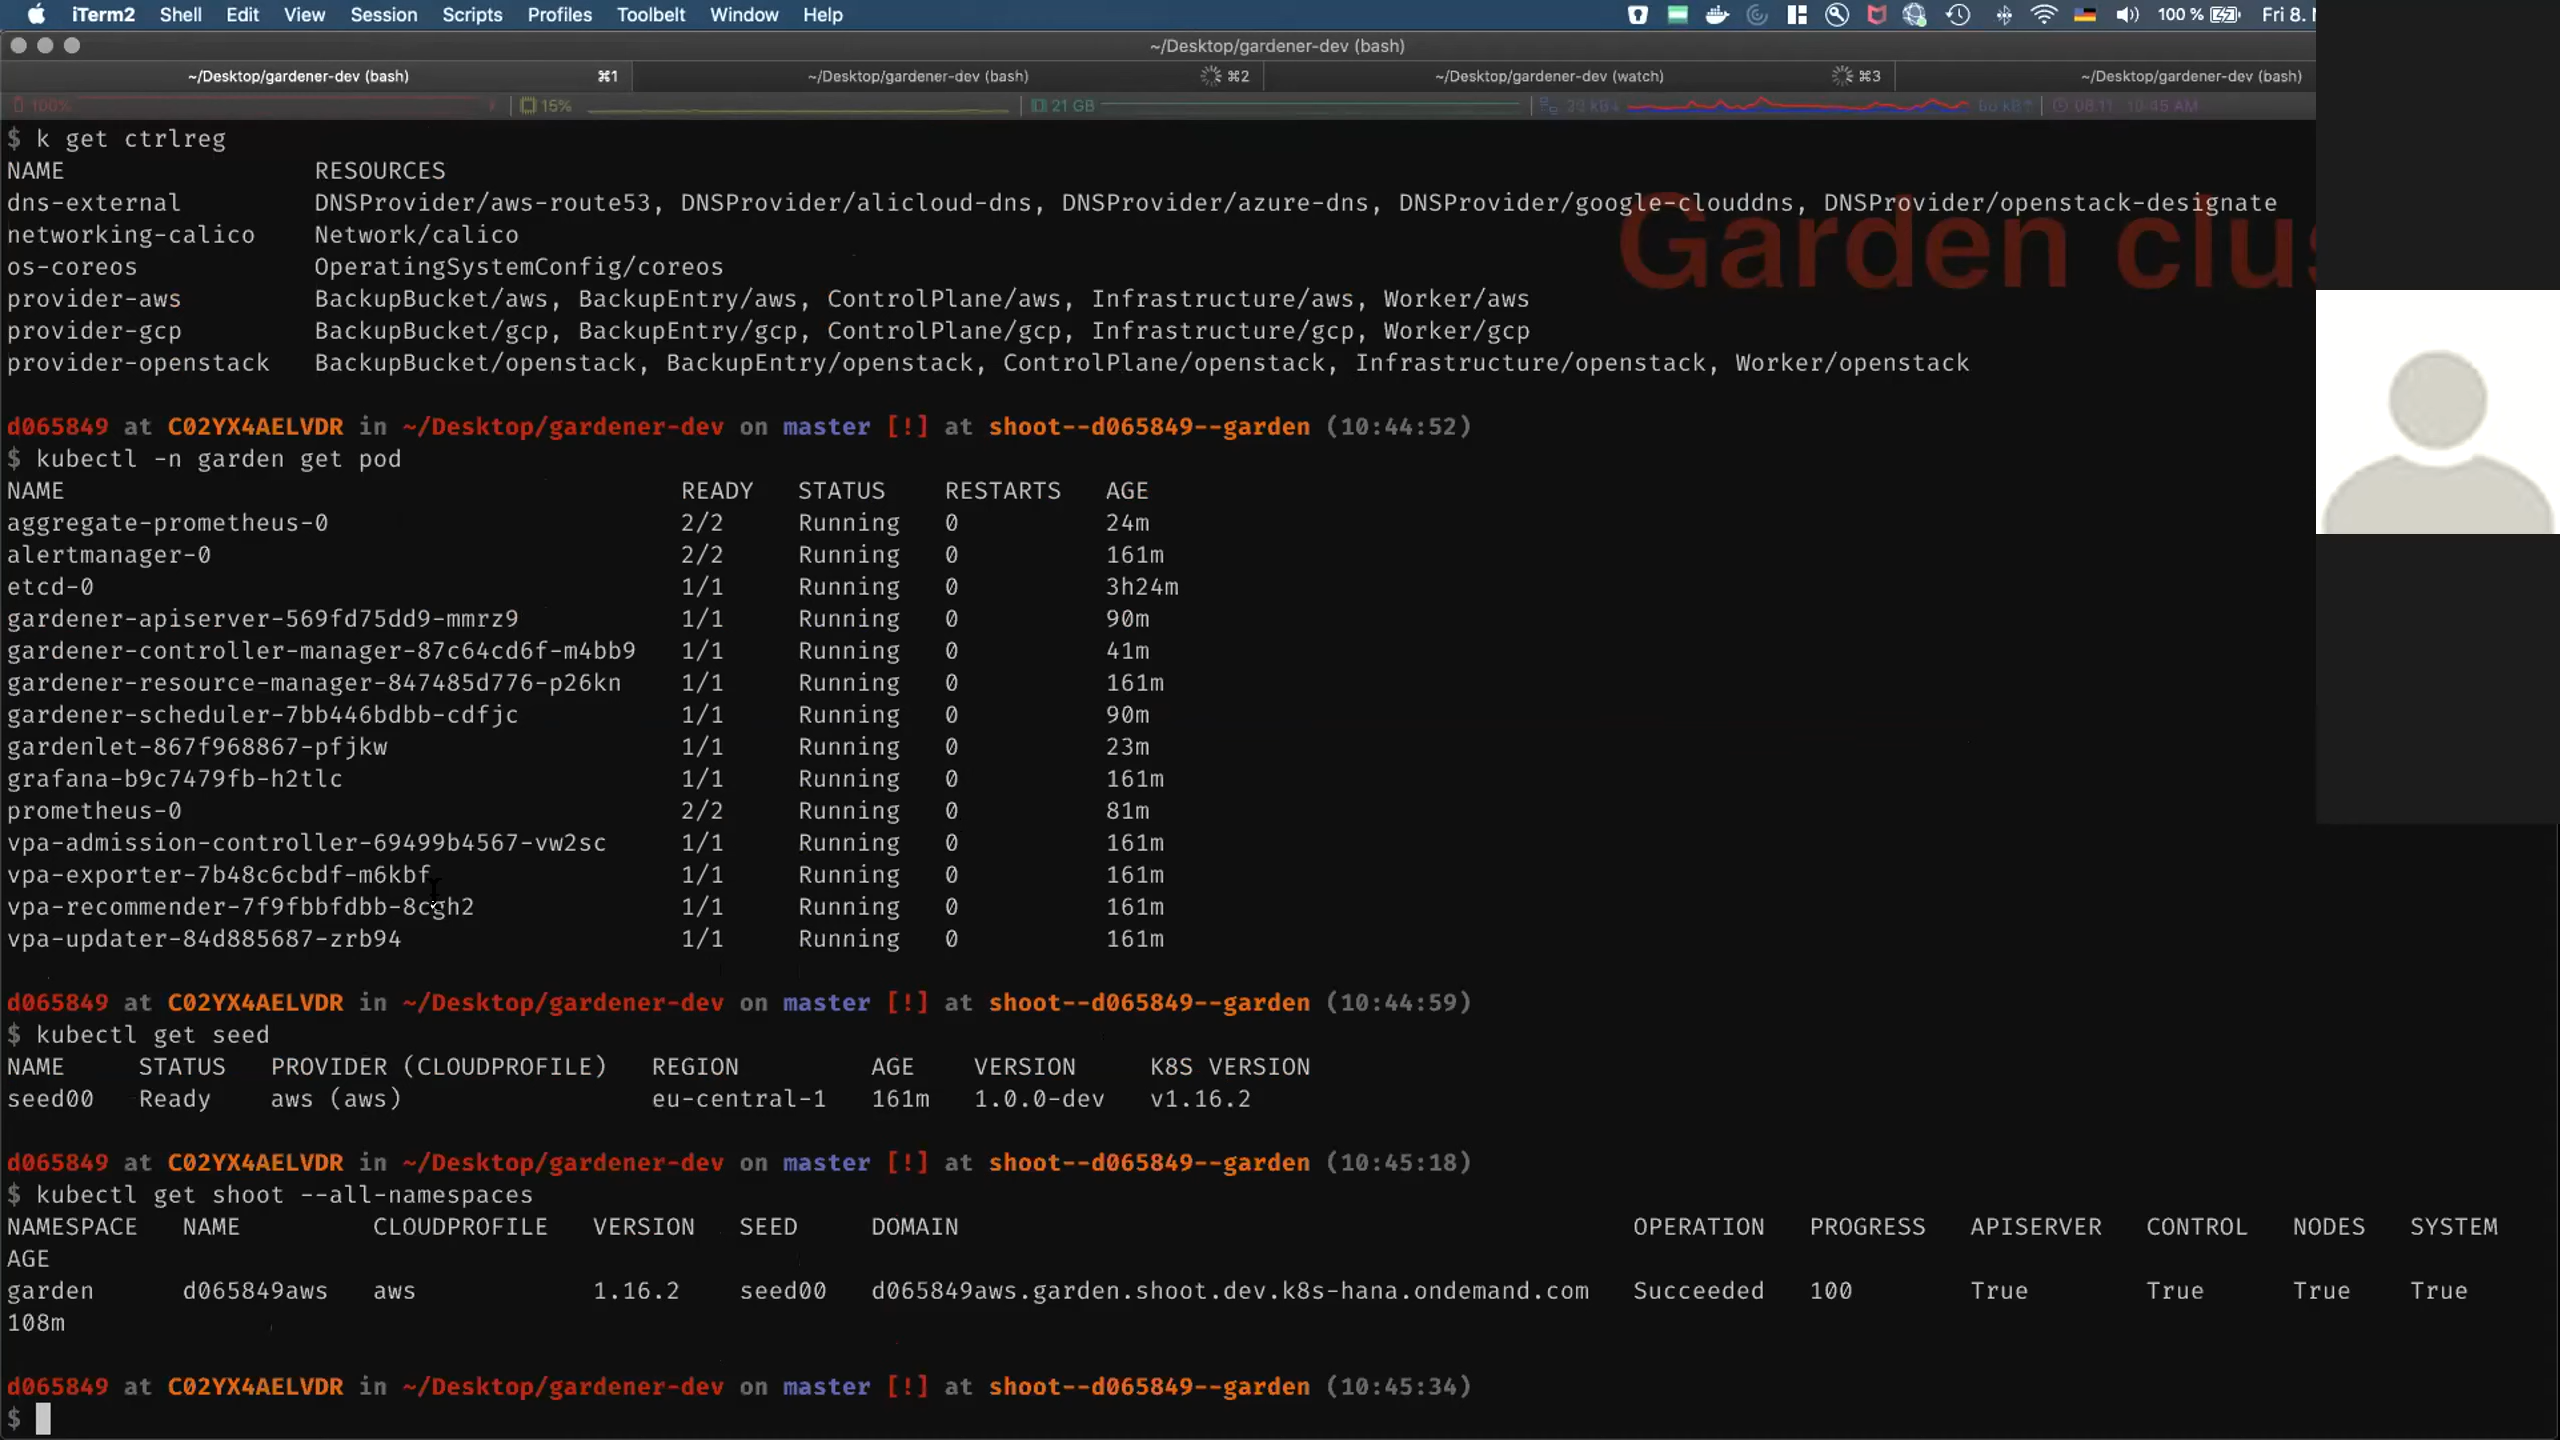 iTerm2 Shell Edit View Session Scripts Profiles Toolbelt Window Help 100 % Fri 8.
~/Desktop/gardener-dev (bash)
~/Desktop/gardener-dev (bash) ⌘1 ~/Desktop/gardener-dev (bash) ⌘2 ~/Desktop/gardener-dev (watch) ⌘3 ~/Desktop/gardener-dev (bash)
100% 15% 21 GB 08.11 10:45 AM
$ k get ctrlreg
NAME RESOURCES
dns-external DNSProvider/aws-route53, DNSProvider/alicloud-dns, DNSProvider/azure-dns, DNSProvider/google-clouddns, DNSProvider/openstack-designate
networking-calico Network/calico
Garden clu
os-coreos OperatingSystemConfig/coreos
provider-aws BackupBucket/aws, BackupEntry/aws, ControlPlane/aws, Infrastructure/aws, Worker/aws
provider-gcp BackupBucket/gcp, BackupEntry/gcp, ControlPlane/gcp, Infrastructure/gcp, Worker/gcp
provider-openstack BackupBucket/openstack, BackupEntry/openstack, ControlPlane/openstack, Infrastructure/openstack, Worker/openstack
d065849 at C02YX4AELVDR in ~/Desktop/gardener-dev on master [!] at shoot--d065849--garden (10:44:52)
$ kubectl -n garden get pod
NAME READY STATUS RESTARTS AGE
aggregate-prometheus-0 2/2 Running 0 24m
alertmanager-0 2/2 Running 0 161m
etcd-0 1/1 Running 0 3h24m
gardener-apiserver-569fd75dd9-mmrz9 1/1 Running 0 90m
gardener-controller-manager-87c64cd6f-m4bb9 1/1 Running 0 41m
gardener-resource-manager-847485d776-p26kn 1/1 Running 0 161m
gardener-scheduler-7bb446bdbb-cdfjc 1/1 Running 0 90m
gardenlet-867f968867-pfjkw 1/1 Running 0 23m
grafana-b9c7479fb-h2tlc 1/1 Running 0 161m
prometheus-0 2/2 Running 0 81m
vpa-admission-controller-69499b4567-vw2sc 1/1 Running 0 161m
vpa-exporter-7b48c6cbdf-m6kbf 1/1 Running 0 161m
vpa-recommender-7f9fbbfdbb-8cgh2 1/1 Running 0 161m
vpa-updater-84d885687-zrb94 1/1 Running 0 161m
d065849 at C02YX4AELVDR in ~/Desktop/gardener-dev on master [!] at shoot--d065849--garden (10:44:59)
$ kubectl get seed
NAME STATUS PROVIDER (CLOUDPROFILE) REGION AGE VERSION K8S VERSION
seed00 Ready aws (aws) eu-central-1 161m 1.0.0-dev v1.16.2
d065849 at C02YX4AELVDR in ~/Desktop/gardener-dev on master [!] at shoot--d065849--garden (10:45:18)
$ kubectl get shoot --all-namespaces
NAMESPACE NAME CLOUDPROFILE VERSION SEED DOMAIN OPERATION PROGRESS APISERVER CONTROL NODES SYSTEM
AGE
garden d065849aws aws 1.16.2 seed00 d065849aws.garden.shoot.dev.k8s-hana.ondemand.com Succeeded 100 True True True True
108m
d065849 at C02YX4AELVDR in ~/Desktop/gardener-dev on master [!] at shoot--d065849--garden (10:45:34)
$